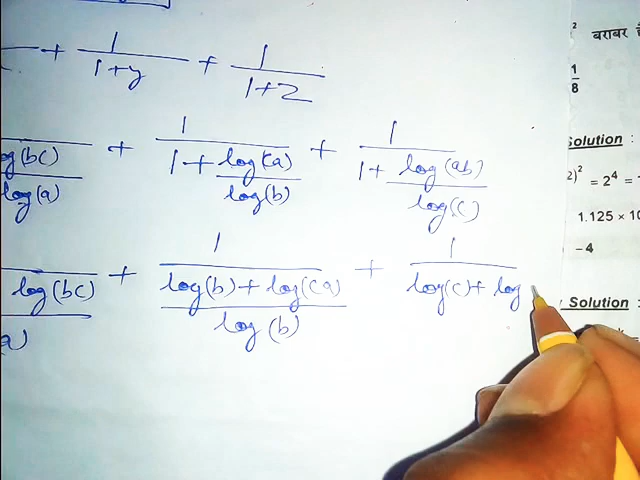 + 1/(1+y) + 1/(1+z)
log(bc)/log(a) + 1/(1+log(ca)/log(b)) + 1/(1+log(ab)/log(c))
log(bc) a) + 1/((log(b)+log(ca))/log(b)) + 1/(log(c)+log
2 बराबर
1/8
Solution :
2)² = 2⁴ =
1.125 × 10
−4
Solution :